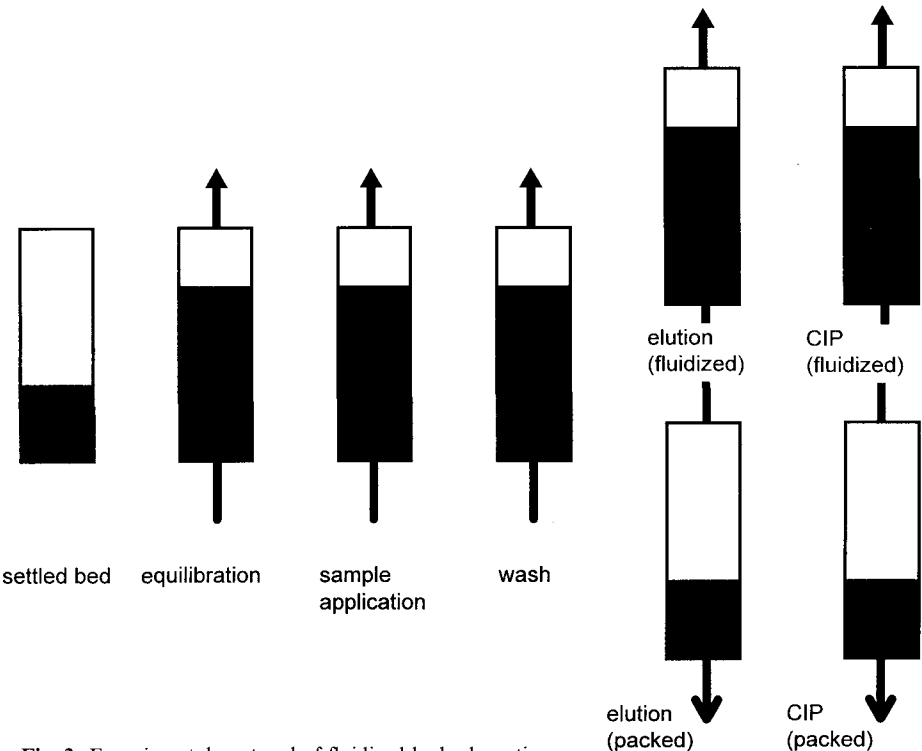 elution
(fluidized)
CIP
(fluidized)
settled bed
equilibration
sample
application
wash
elution
(packed)
CIP
(packed)